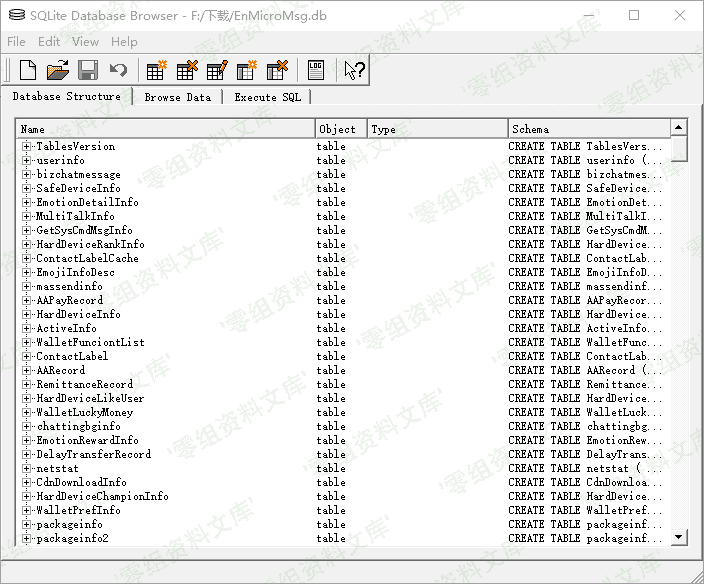 SQLite Database Browser - F:/下载/EnMicroMsg.db
File Edit View Help
LOG
Database Structure Browse Data Execute SQL
Name Object Type Schema
TablesVersion table CREATE TABLE TablesVers...
userinfo table CREATE TABLE userinfo (...
bizchatmessage table CREATE TABLE bizchatmes...
SafeDeviceInfo table CREATE TABLE SafeDevice...
EmotionDetailInfo table CREATE TABLE EmotionDet...
MultiTalkInfo table CREATE TABLE MultiTalkI...
GetSysCmdMsgInfo table CREATE TABLE GetSysCmdM...
HardDeviceRankInfo table CREATE TABLE HardDevice...
ContactLabelCache table CREATE TABLE ContactLab...
EmojiInfoDesc table CREATE TABLE EmojiInfoD...
massendinfo table CREATE TABLE massendinf...
AAPayRecord table CREATE TABLE AAPayRecor...
HardDeviceInfo table CREATE TABLE HardDevice...
ActiveInfo table CREATE TABLE ActiveInfo...
WalletFunciontList table CREATE TABLE WalletFunc...
ContactLabel table CREATE TABLE ContactLab...
AARecord table CREATE TABLE AARecord (...
RemittanceRecord table CREATE TABLE Remittance...
HardDeviceLikeUser table CREATE TABLE HardDevice...
WalletLuckyMoney table CREATE TABLE WalletLuck...
chattingbginfo table CREATE TABLE chattingbg...
EmotionRewardInfo table CREATE TABLE EmotionRew...
DelayTransferRecord table CREATE TABLE DelayTrans...
netstat table CREATE TABLE netstat ( ...
CdnDownloadInfo table CREATE TABLE CdnDownloa...
HardDeviceChampionInfo table CREATE TABLE HardDevice...
WalletPrefInfo table CREATE TABLE WalletPref...
packageinfo table CREATE TABLE packageinf...
packageinfo2 table CREATE TABLE packageinf...
'零组资料文库'